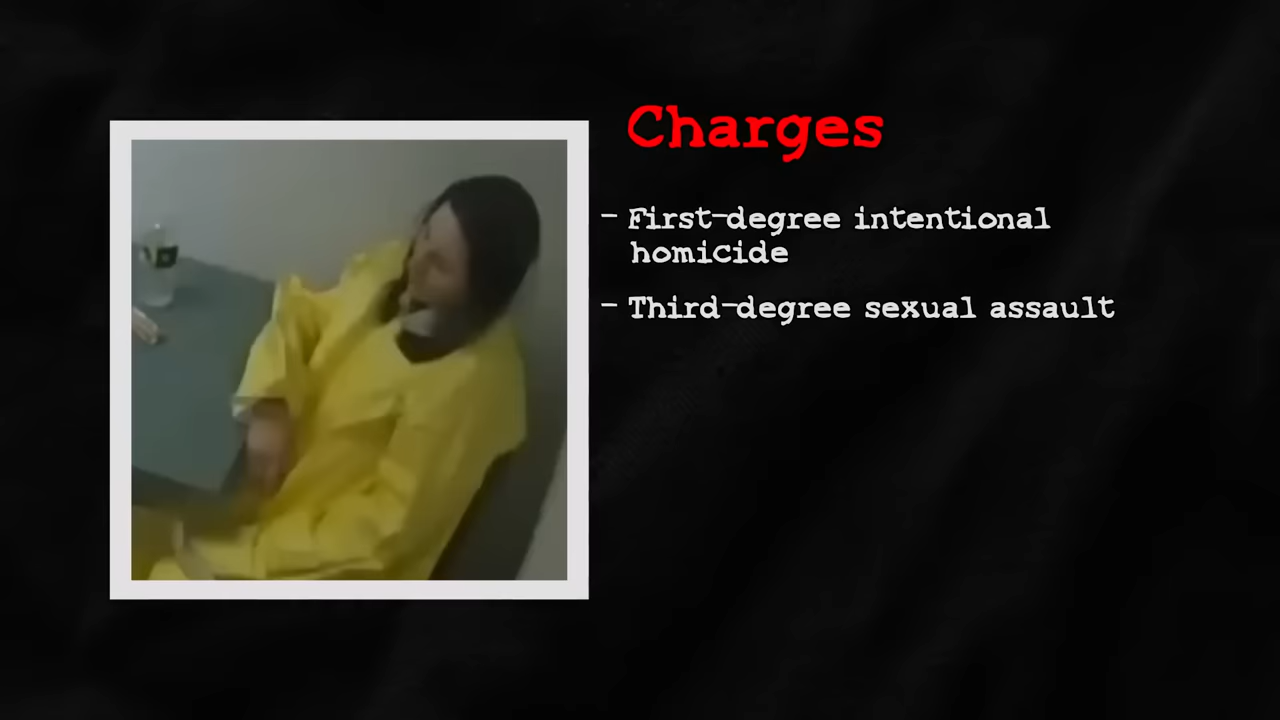 Charges
- First-degree intentional
homicide
- Third-degree sexual assault